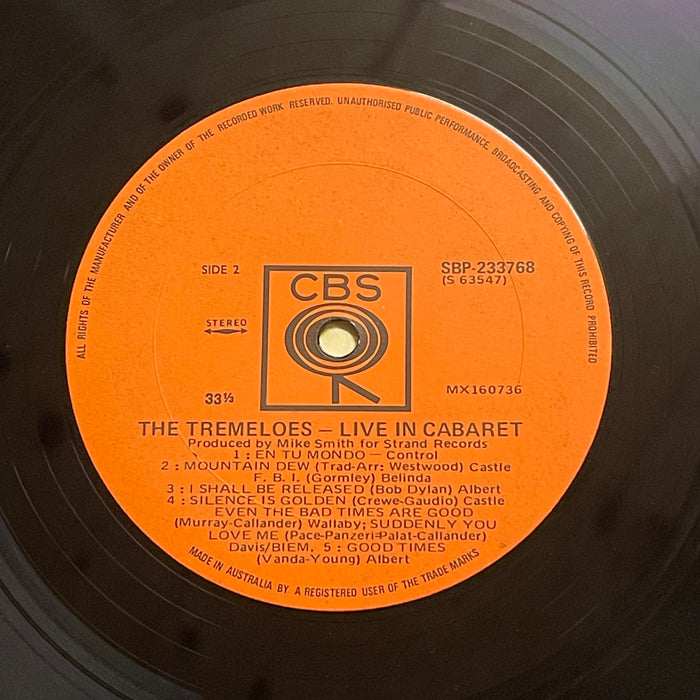 ALL RIGHTS OF THE MANUFACTURER AND OF THE OWNER OF THE RECORDED WORK RESERVED. UNAUTHORISED PUBLIC PERFORMANCE, BROADCASTING AND COPYING OF THIS RECORD PROHIBITED
SIDE 2
CBS
SBP-233768
(S 63547)
STEREO
33⅓
MX160736
THE TREMELOES – LIVE IN CABARET
Produced by Mike Smith for Strand Records
1 : EN TU MONDO – Control
2 : MOUNTAIN DEW (Trad-Arr: Westwood) Castle
F. B. I. (Gormley) Belinda
3 : I SHALL BE RELEASED (Bob Dylan) Albert
4 : SILENCE IS GOLDEN (Crewe-Gaudio) Castle
EVEN THE BAD TIMES ARE GOOD
(Murray-Callander) Wallaby; SUDDENLY YOU
LOVE ME (Pace-Panzeri-Palat-Callander)
Davis/BIEM. 5 : GOOD TIMES
(Vanda-Young) Albert
MADE IN AUSTRALIA BY A REGISTERED USER OF THE TRADE MARKS